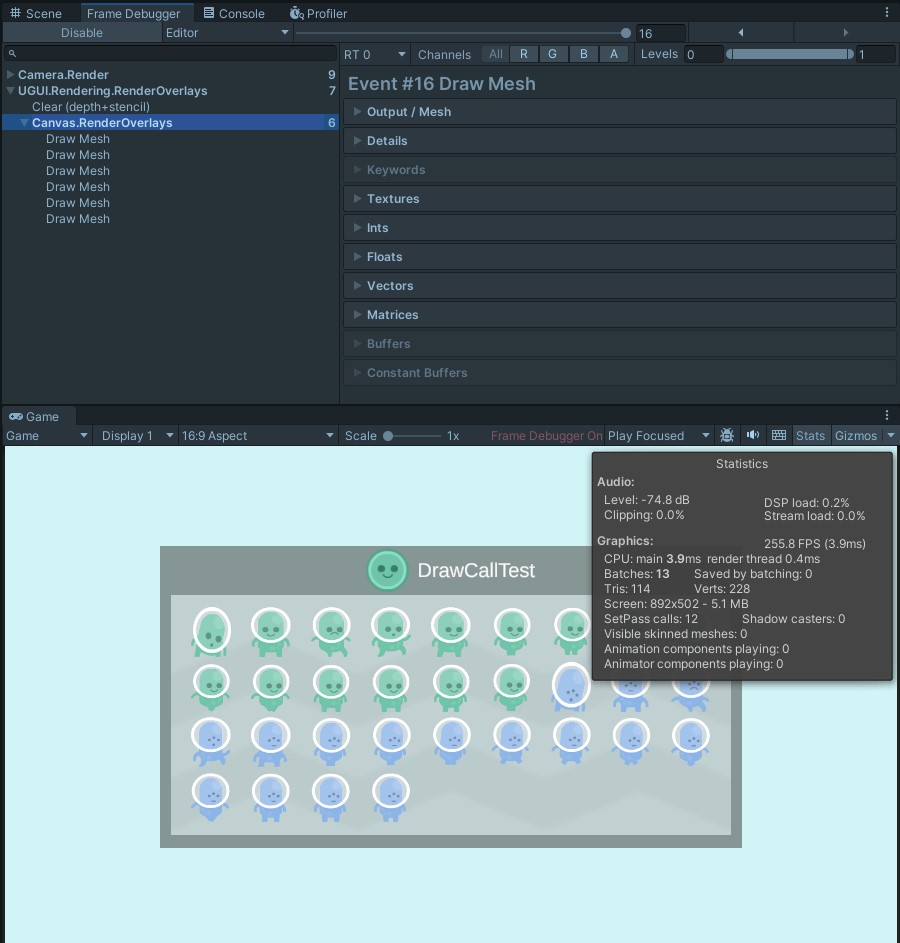 Scene Frame Debugger Console Profiler
Disable Editor 16
RT 0 Channels All R G B A Levels 0 1
Camera.Render 9
UGUI.Rendering.RenderOverlays 7
Clear (depth+stencil)
Canvas.RenderOverlays 6
Draw Mesh
Draw Mesh
Draw Mesh
Draw Mesh
Draw Mesh
Draw Mesh
Event #16 Draw Mesh
Output / Mesh
Details
Keywords
Textures
Ints
Floats
Vectors
Matrices
Buffers
Constant Buffers
Game
Game Display 1 16:9 Aspect Scale 1x Frame Debugger On Play Focused Stats Gizmos
Statistics
Audio:
Level: -74.8 dB DSP load: 0.2%
Clipping: 0.0% Stream load: 0.0%
Graphics: 255.8 FPS (3.9ms)
CPU: main 3.9ms render thread 0.4ms
Batches: 13 Saved by batching: 0
Tris: 114 Verts: 228
Screen: 892x502 - 5.1 MB
SetPass calls: 12 Shadow casters: 0
Visible skinned meshes: 0
Animation components playing: 0
Animator components playing: 0
DrawCallTest